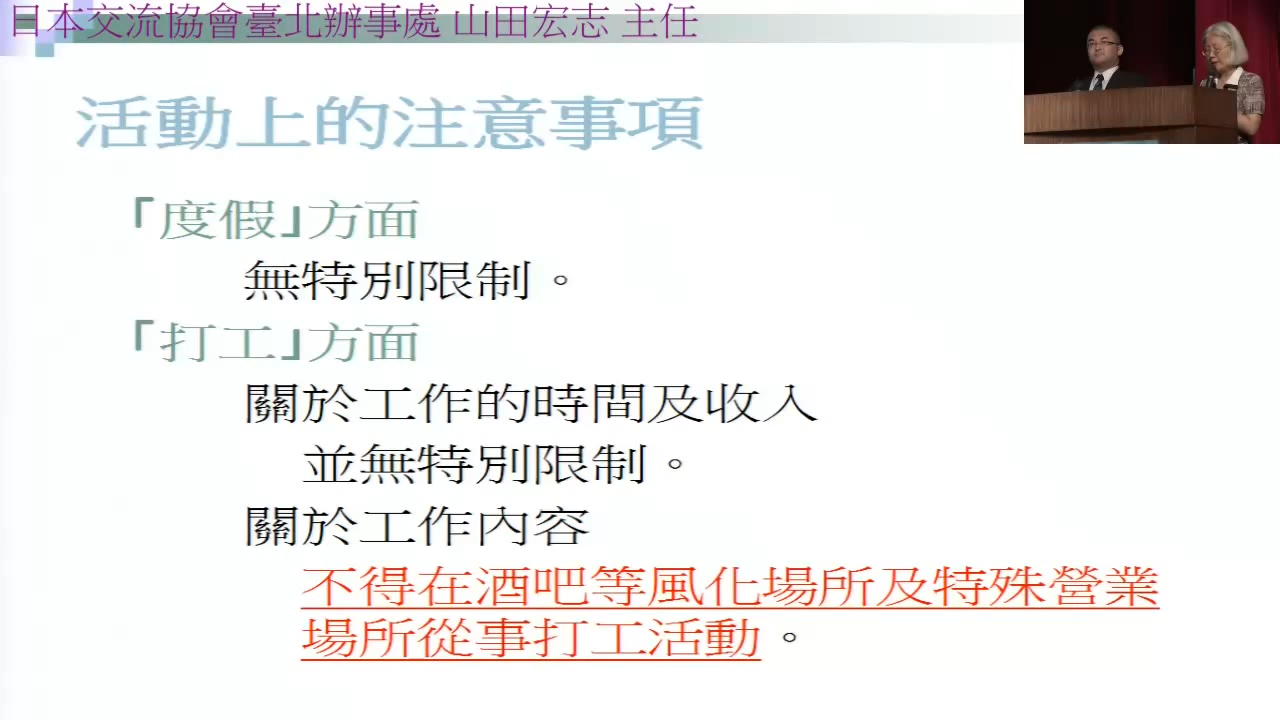 日本交流協會臺北辦事處 山田宏志 主任
活動上的注意事項
「度假」方面
無特別限制。
「打工」方面
關於工作的時間及收入
並無特別限制。
關於工作內容
不得在酒吧等風化場所及特殊營業
場所從事打工活動。